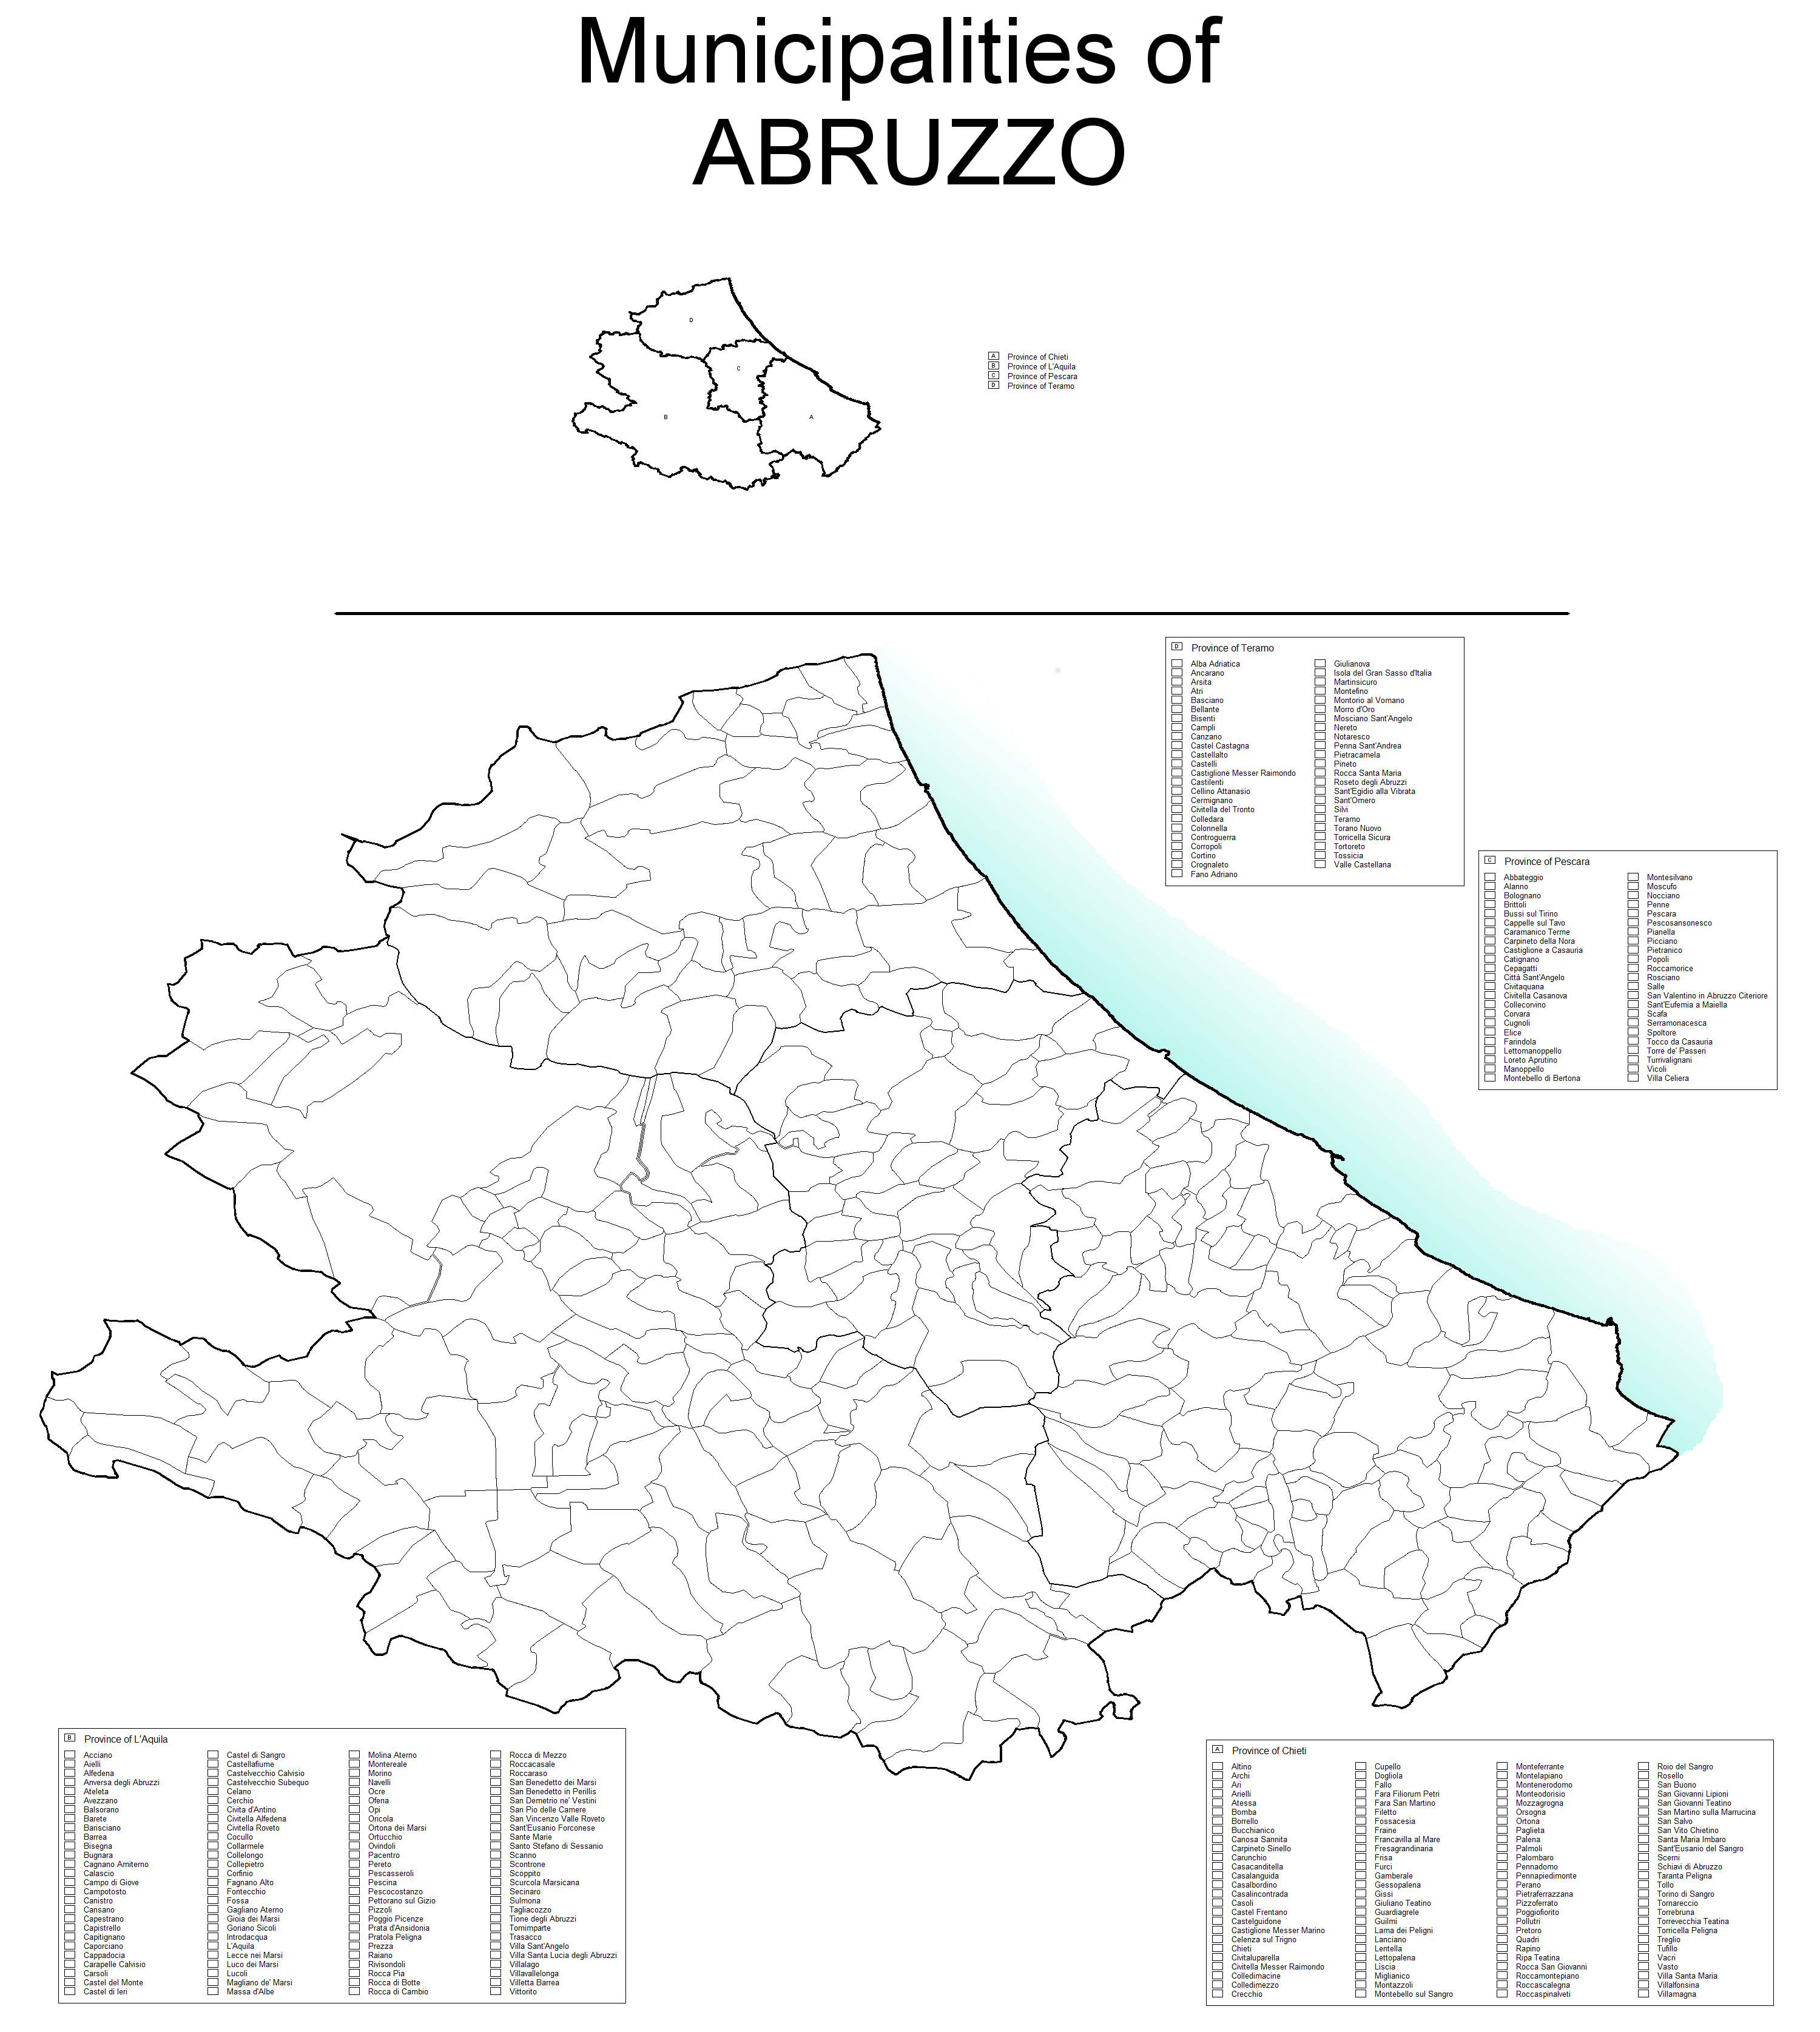 Municipalities of
ABRUZZO
D
C
B
A
A Province of Chieti
B Province of L'Aquila
C Province of Pescara
D Province of Teramo
D Province of Teramo
Alba Adriatica
Ancarano
Arsita
Atri
Basciano
Bellante
Bisenti
Campli
Canzano
Castel Castagna
Castellalto
Castelli
Castiglione Messer Raimondo
Castilenti
Cellino Attanasio
Cermignano
Civitella del Tronto
Colledara
Colonnella
Controguerra
Corropoli
Cortino
Crognaleto
Fano Adriano
Giulianova
Isola del Gran Sasso d'Italia
Martinsicuro
Montefino
Montorio al Vomano
Morro d'Oro
Mosciano Sant'Angelo
Nereto
Notaresco
Penna Sant'Andrea
Pietracamela
Pineto
Rocca Santa Maria
Roseto degli Abruzzi
Sant'Egidio alla Vibrata
Sant'Omero
Silvi
Teramo
Torano Nuovo
Torricella Sicura
Tortoreto
Tossicia
Valle Castellana
C Province of Pescara
Abbateggio
Alanno
Bolognano
Brittoli
Bussi sul Tirino
Cappelle sul Tavo
Caramanico Terme
Carpineto della Nora
Castiglione a Casauria
Catignano
Cepagatti
Città Sant'Angelo
Civitaquana
Civitella Casanova
Collecorvino
Corvara
Cugnoli
Elice
Farindola
Lettomanoppello
Loreto Aprutino
Manoppello
Montebello di Bertona
Montesilvano
Moscufo
Nocciano
Penne
Pescara
Pescosansonesco
Pianella
Picciano
Pietranico
Popoli
Roccamorice
Rosciano
Salle
San Valentino in Abruzzo Citeriore
Sant'Eufemia a Maiella
Scafa
Serramonacesca
Spoltore
Tocco da Casauria
Torre de' Passeri
Turrivalignani
Vicoli
Villa Celiera
B Province of L'Aquila
Acciano
Aielli
Alfedena
Anversa degli Abruzzi
Ateleta
Avezzano
Balsorano
Barete
Barisciano
Barrea
Bisegna
Bugnara
Cagnano Amiterno
Calascio
Campo di Giove
Campotosto
Canistro
Cansano
Capestrano
Capistrello
Capitignano
Caporciano
Cappadocia
Carapelle Calvisio
Carsoli
Castel del Monte
Castel di Ieri
Castel di Sangro
Castellafiume
Castelvecchio Calvisio
Castelvecchio Subequo
Celano
Cerchio
Civita d'Antino
Civitella Alfedena
Civitella Roveto
Cocullo
Collarmele
Collelongo
Collepietro
Corfinio
Fagnano Alto
Fontecchio
Fossa
Gagliano Aterno
Gioia dei Marsi
Goriano Sicoli
Introdacqua
L'Aquila
Lecce nei Marsi
Luco dei Marsi
Lucoli
Magliano de' Marsi
Massa d'Albe
Molina Aterno
Montereale
Morino
Navelli
Ocre
Ofena
Opi
Oricola
Ortona dei Marsi
Ortucchio
Ovindoli
Pacentro
Pereto
Pescasseroli
Pescina
Pescocostanzo
Pettorano sul Gizio
Pizzoli
Poggio Picenze
Prata d'Ansidonia
Pratola Peligna
Prezza
Raiano
Rivisondoli
Rocca Pia
Rocca di Botte
Rocca di Cambio
Rocca di Mezzo
Roccacasale
Roccaraso
San Benedetto dei Marsi
San Benedetto in Perillis
San Demetrio ne' Vestini
San Pio delle Camere
San Vincenzo Valle Roveto
Sant'Eusanio Forconese
Sante Marie
Santo Stefano di Sessanio
Scanno
Scontrone
Scoppito
Scurcola Marsicana
Secinaro
Sulmona
Tagliacozzo
Tione degli Abruzzi
Tornimparte
Trasacco
Villa Sant'Angelo
Villa Santa Lucia degli Abruzzi
Villalago
Villavallelonga
Villetta Barrea
Vittorito
A Province of Chieti
Altino
Archi
Ari
Arielli
Atessa
Bomba
Borrello
Bucchianico
Canosa Sannita
Carpineto Sinello
Carunchio
Casacanditella
Casalanguida
Casalbordino
Casalincontrada
Casoli
Castel Frentano
Castelguidone
Castiglione Messer Marino
Celenza sul Trigno
Chieti
Civitaluparella
Civitella Messer Raimondo
Colledimacine
Colledimezzo
Crecchio
Cupello
Dogliola
Fallo
Fara Filiorum Petri
Fara San Martino
Filetto
Fossacesia
Fraine
Francavilla al Mare
Fresagrandinaria
Frisa
Furci
Gamberale
Gessopalena
Gissi
Giuliano Teatino
Guardiagrele
Guilmi
Lama dei Peligni
Lanciano
Lentella
Lettopalena
Liscia
Miglianico
Montazzoli
Montebello sul Sangro
Monteferrante
Montelapiano
Montenerodomo
Monteodorisio
Mozzagrogna
Orsogna
Ortona
Paglieta
Palena
Palmoli
Palombaro
Pennadomo
Pennapiedimonte
Perano
Pietraferrazzana
Pizzoferrato
Poggiofiorito
Pollutri
Pretoro
Quadri
Rapino
Ripa Teatina
Rocca San Giovanni
Roccamontepiano
Roccascalegna
Roccaspinalveti
Roio del Sangro
Rosello
San Buono
San Giovanni Lipioni
San Giovanni Teatino
San Martino sulla Marrucina
San Salvo
San Vito Chietino
Santa Maria Imbaro
Sant'Eusanio del Sangro
Scerni
Schiavi di Abruzzo
Taranta Peligna
Tollo
Torino di Sangro
Tornareccio
Torrebruna
Torrevecchia Teatina
Torricella Peligna
Treglio
Tufillo
Vacri
Vasto
Villa Santa Maria
Villalfonsina
Villamagna